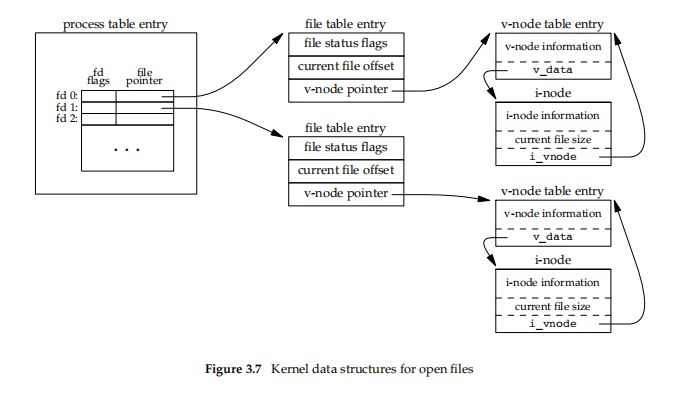 process table entry
fd flags
file pointer
fd 0:
fd 1:
fd 2:
. . .
file table entry
file status flags
current file offset
v-node pointer
file table entry
file status flags
current file offset
v-node pointer
v-node table entry
v-node information
v_data
i-node
i-node information
current file size
i_vnode
v-node table entry
v-node information
v_data
i-node
i-node information
current file size
i_vnode
Figure 3.7 Kernel data structures for open files